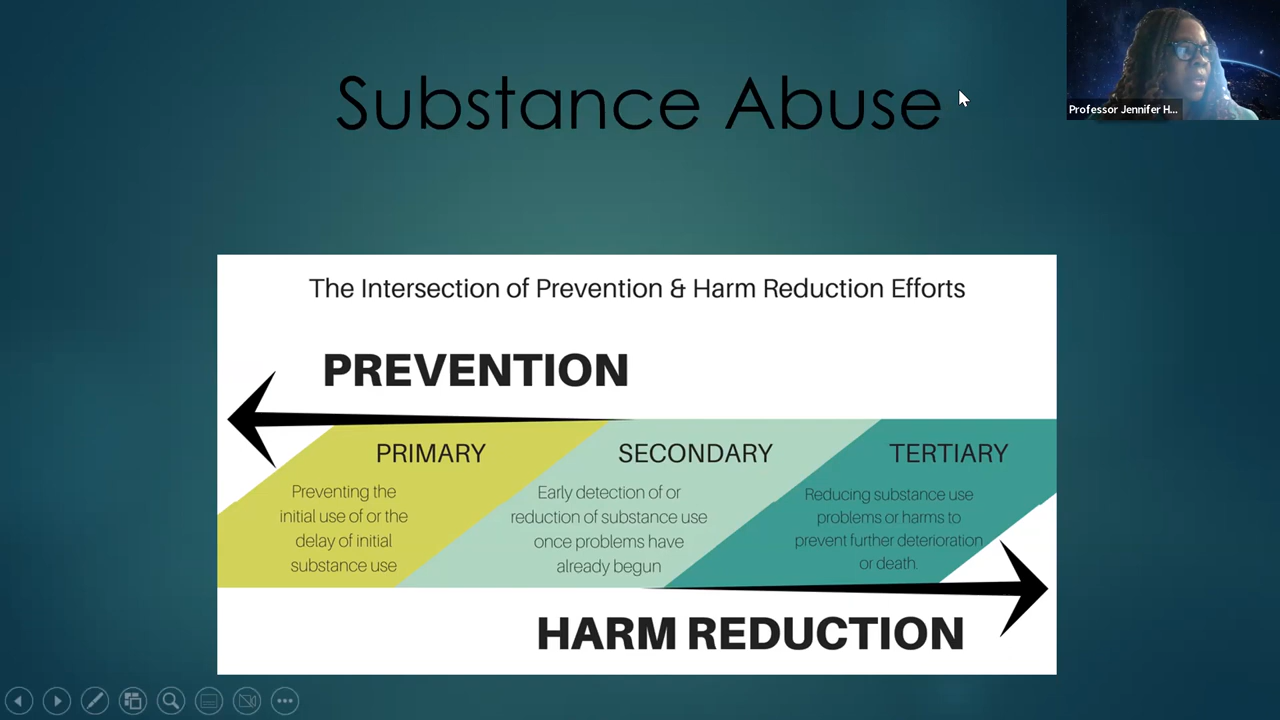 Substance Abuse
Professor Jennifer H...
The Intersection of Prevention & Harm Reduction Efforts
PREVENTION
PRIMARY
Preventing the
initial use of or the
delay of initial
substance use
SECONDARY
Early detection of or
reduction of substance use
once problems have
already begun
TERTIARY
Reducing substance use
problems or harms to
prevent further deterioration
or death.
HARM REDUCTION